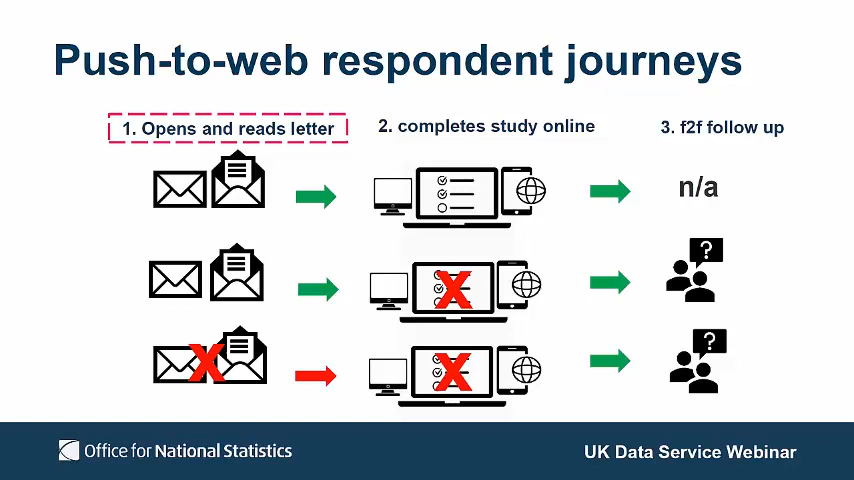 Push-to-web respondent journeys
1. Opens and reads letter
2. completes study online
3. f2f follow up
n/a
?
X
?
X
X
?
Office for National Statistics
UK Data Service Webinar